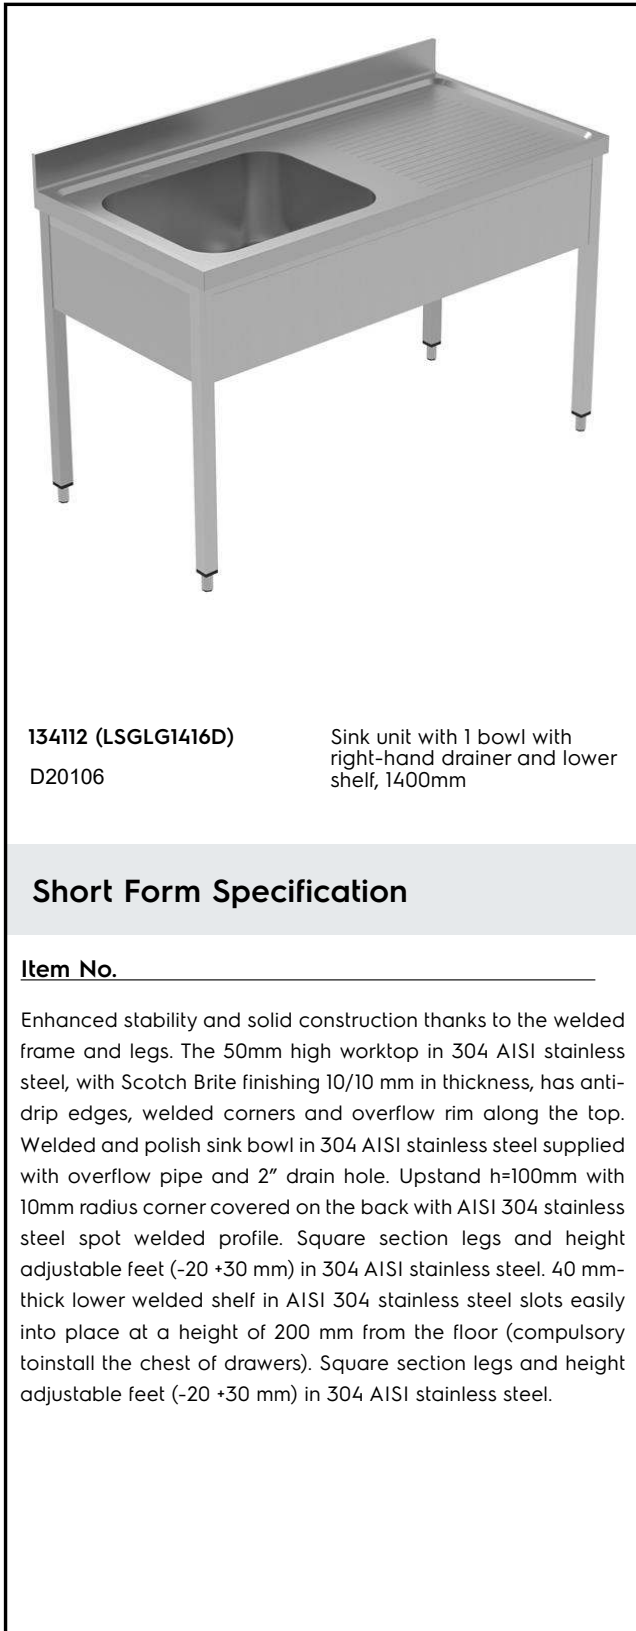 134112 (LSGLG1416D)
D20106
Sink unit with 1 bowl with
right-hand drainer and lower
shelf, 1400mm
Short Form Specification
Item No.
Enhanced stability and solid construction thanks to the welded
frame and legs. The 50mm high worktop in 304 AISI stainless
steel, with Scotch Brite finishing 10/10 mm in thickness, has anti-
drip edges, welded corners and overflow rim along the top.
Welded and polish sink bowl in 304 AISI stainless steel supplied
with overflow pipe and 2” drain hole. Upstand h=100mm with
10mm radius corner covered on the back with AISI 304 stainless
steel spot welded profile. Square section legs and height
adjustable feet (-20 +30 mm) in 304 AISI stainless steel. 40 mm-
thick lower welded shelf in AISI 304 stainless steel slots easily
into place at a height of 200 mm from the floor (compulsory
toinstall the chest of drawers). Square section legs and height
adjustable feet (-20 +30 mm) in 304 AISI stainless steel.